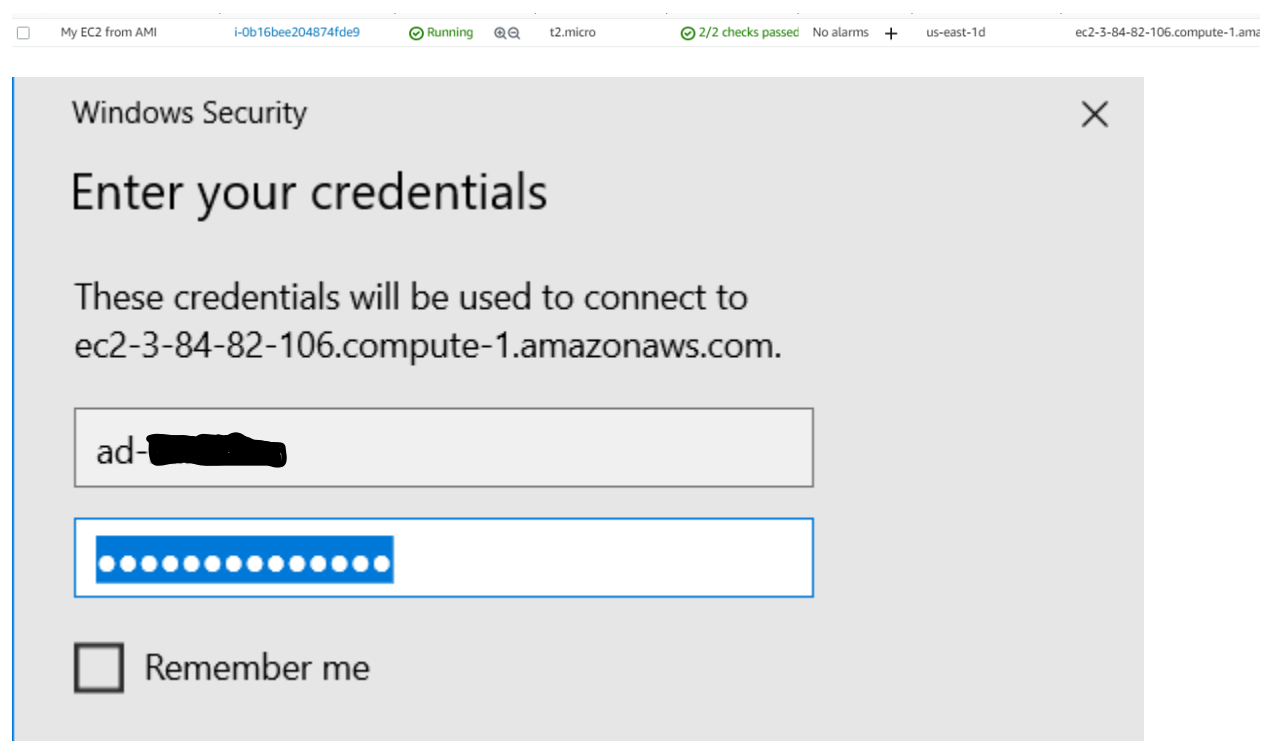 My EC2 from AMI i-0b16bee204874fde9 Running t2.micro 2/2 checks passed No alarms + us-east-1d ec2-3-84-82-106.compute-1.ama
Windows Security
Enter your credentials
These credentials will be used to connect to
ec2-3-84-82-106.compute-1.amazonaws.com.
ad-
Remember me